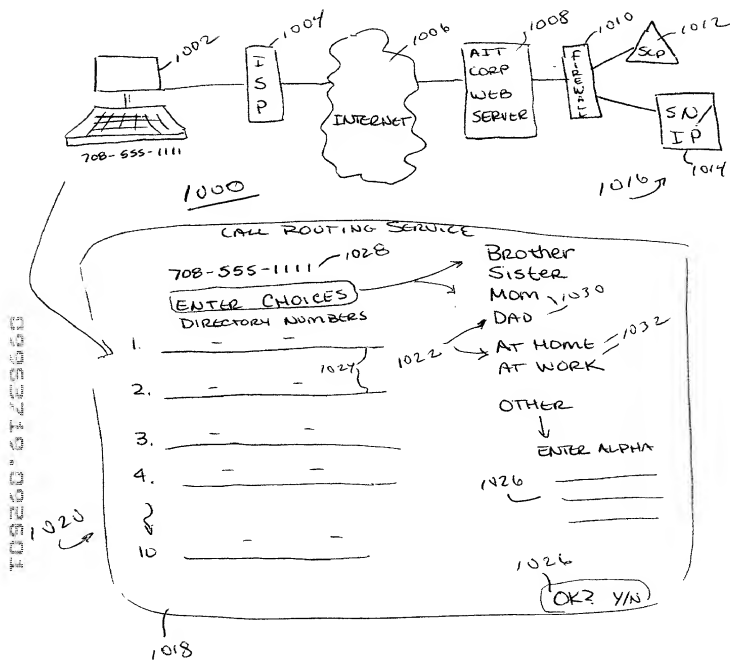 1002
1004
1006
1008
1010
1012
ISP
INTERNET
AIT
CORP
WEB
SERVER
FIREWALL
SCP
SN/
IP
708-555-1111
1014
1016
1000
CALL ROUTING SERVICE
708-555-1111
1028
ENTER CHOICES
DIRECTORY NUMBERS
Brother
Sister
Mom
DAD
1030
1022
AT HOME
AT WORK
1032
1. - -
1024
2. - -
3. - -
4. - -
10 - -
OTHER
ENTER ALPHA
1026
1026
OK? Y/N
1020
1018